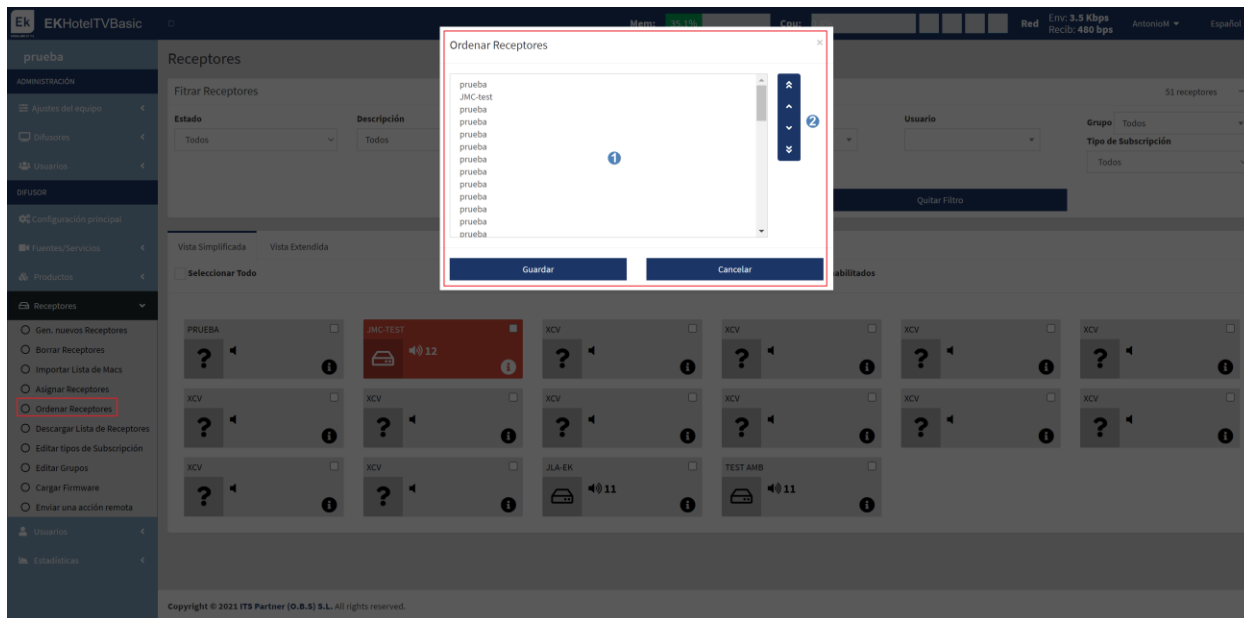 Ek EKHotelTVBasic
Mem: 35.1% Cpu: Red Env: 3.5 Kbps AntonioM Español
Recib: 480 bps
prueba
ADMINISTRACIÓN
Ajustes del equipo
Difusores
Usuarios
DIFUSOR
Configuración principal
Fuentes/Servicios
Productos
Receptores
Gen. nuevos Receptores
Borrar Receptores
Importar Lista de Macs
Asignar Receptores
Ordenar Receptores
Descargar Lista de Receptores
Editar tipos de Subscripción
Editar Grupos
Cargar Firmware
Enviar una acción remota
Usuarios
Estadísticas
Receptores
Fitrar Receptores 51 receptores
Estado Descripción Usuario Grupo Todos
Todos Todos Tipo de Subscripción
Todos
Quitar Filtro
Ordenar Receptores ×
prueba
JMC-test
prueba
prueba
prueba
prueba
prueba
prueba
prueba
prueba
prueba
prueba
prueba
1
2
Guardar Cancelar
Vista Simplificada Vista Extendida
Seleccionar Todo abilitados
PRUEBA JMC-TEST XCV XCV XCV XCV
? 12 ? ? ? ?
XCV XCV XCV XCV XCV XCV
? ? ? ? ? ?
XCV XCV JLA-EK TEST AMB
? ? 11 11
Copyright © 2021 ITS Partner (O.B.S) S.L. All rights reserved.